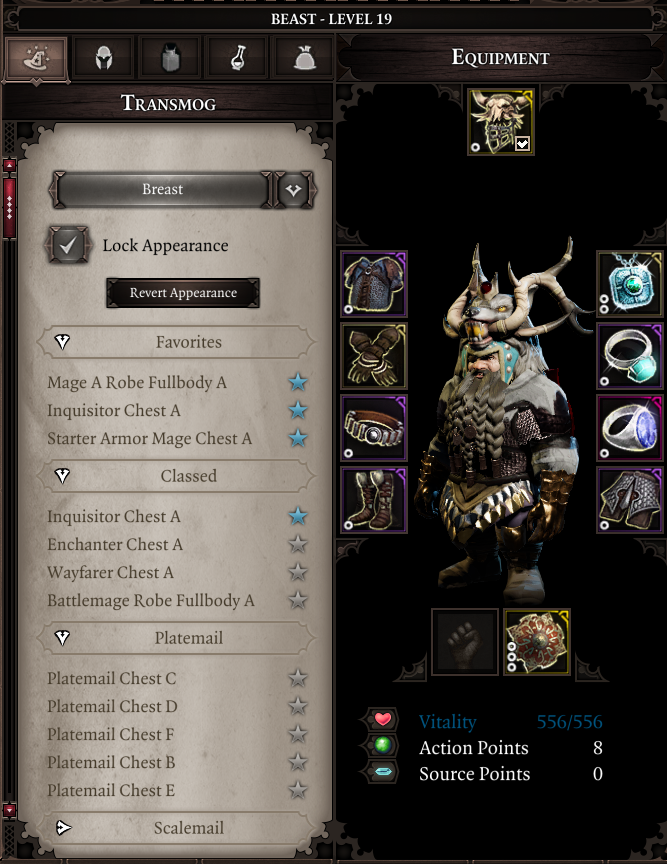 BEAST - LEVEL 19
EQUIPMENT
TRANSMOG
Breast
Lock Appearance
Revert Appearance
Favorites
Mage A Robe Fullbody A
Inquisitor Chest A
Starter Armor Mage Chest A
Classed
Inquisitor Chest A
Enchanter Chest A
Wayfarer Chest A
Battlemage Robe Fullbody A
Platemail
Platemail Chest C
Platemail Chest D
Platemail Chest F
Platemail Chest B
Platemail Chest E
Scalemail
Vitality 556/556
Action Points 8
Source Points 0